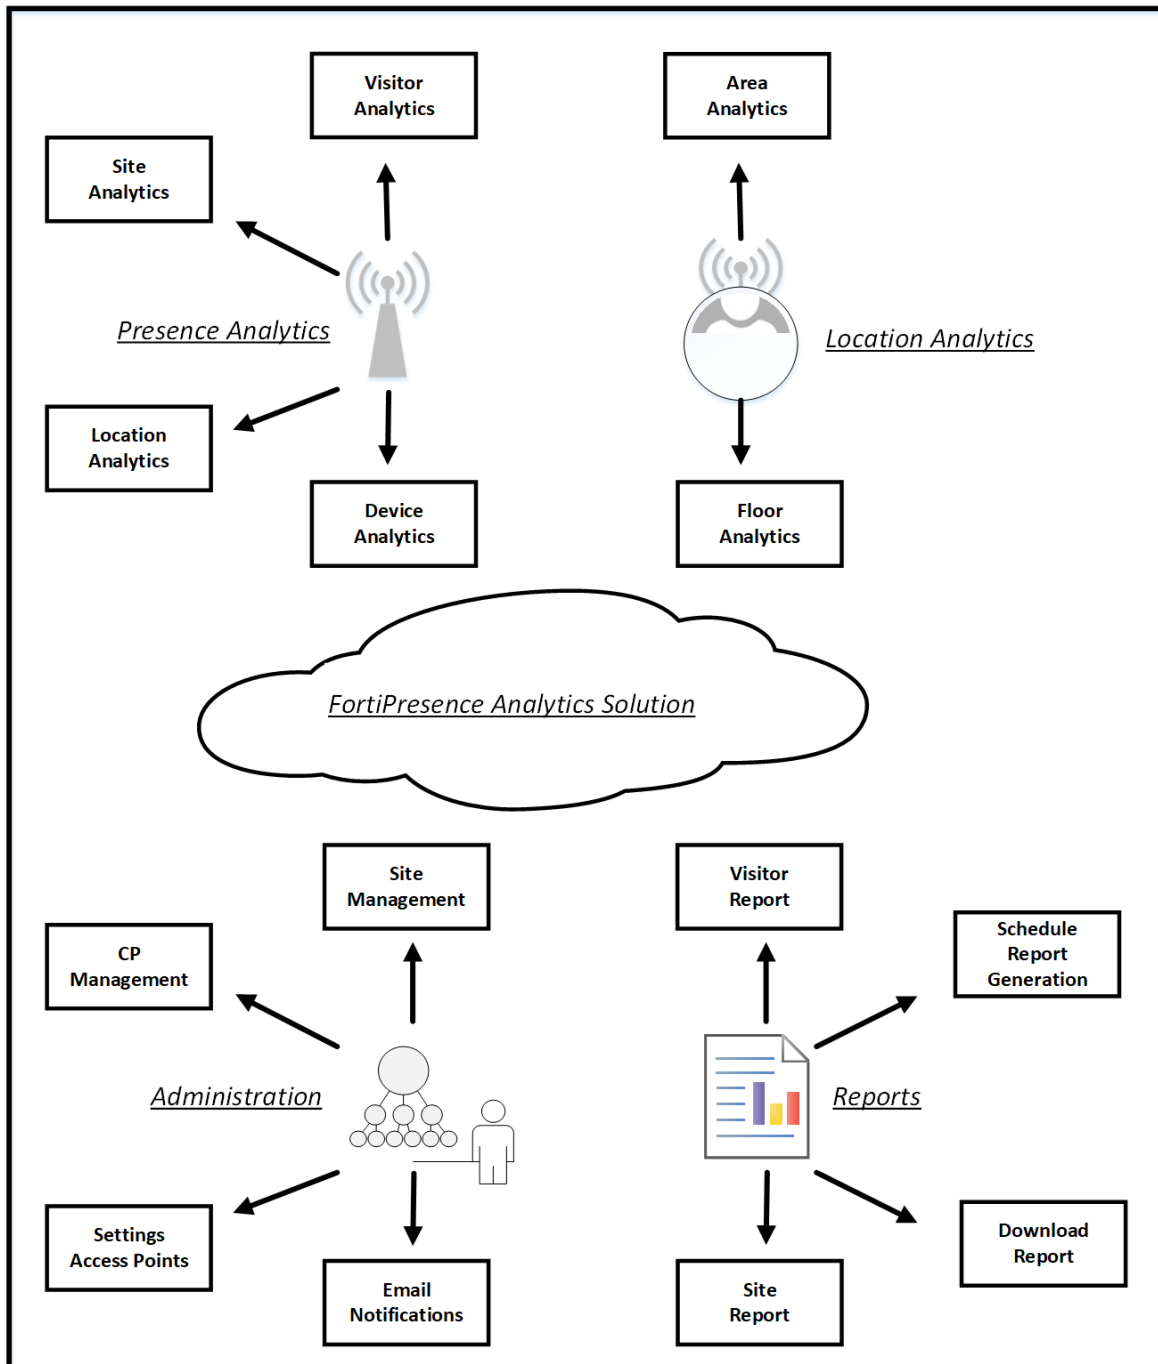 Visitor
Analytics
Area
Analytics
Site
Analytics
Presence Analytics
Location Analytics
Location
Analytics
Device
Analytics
Floor
Analytics
FortiPresence Analytics Solution
Site
Management
Visitor
Report
CP
Management
Schedule
Report
Generation
Administration
Reports
Settings
Access Points
Download
Report
Email
Notifications
Site
Report